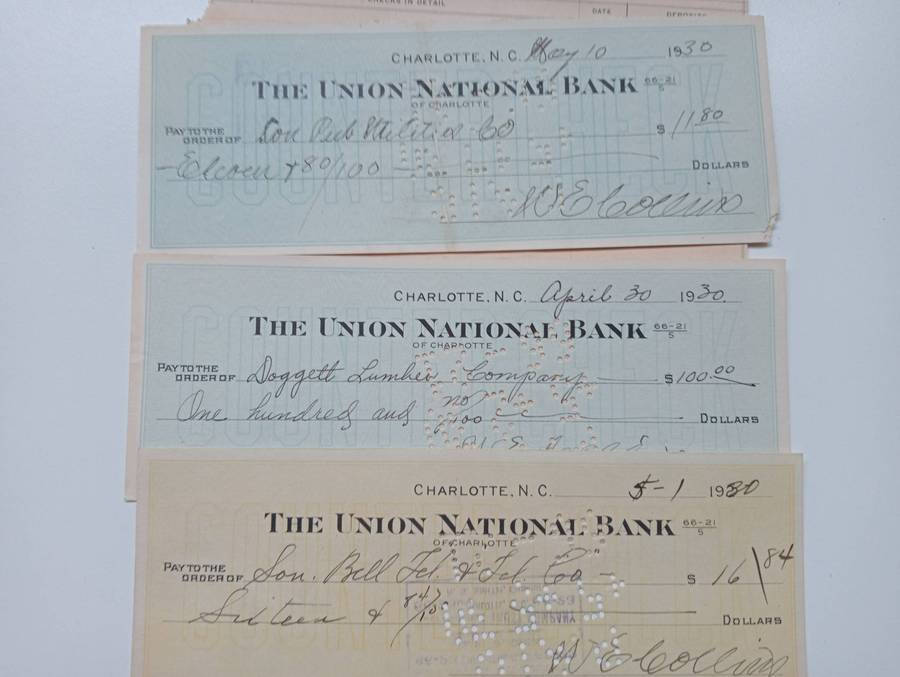 CHECKS IN DETAIL
DATE
CHARLOTTE, N. C. May 10 1930
THE UNION NATIONAL BANK 66-21/5
OF CHARLOTTE
PAY TO THE ORDER OF Sou Pub Utilities Co $ 11 80
Eleven + 80/100 DOLLARS
W E Collins
CHARLOTTE, N. C. April 30 1930.
THE UNION NATIONAL BANK 66-21/5
OF CHARLOTTE
PAY TO THE ORDER OF Doggett Lumber Company $ 100.00
One hundred and no/100 DOLLARS
CHARLOTTE, N. C. 5-1 1930
THE UNION NATIONAL BANK 66-21/5
OF CHARLOTTE
PAY TO THE ORDER OF Sou. Bell Tel. & Tel. Co $ 16 84
Sixteen & 84/100 DOLLARS
W E Collins